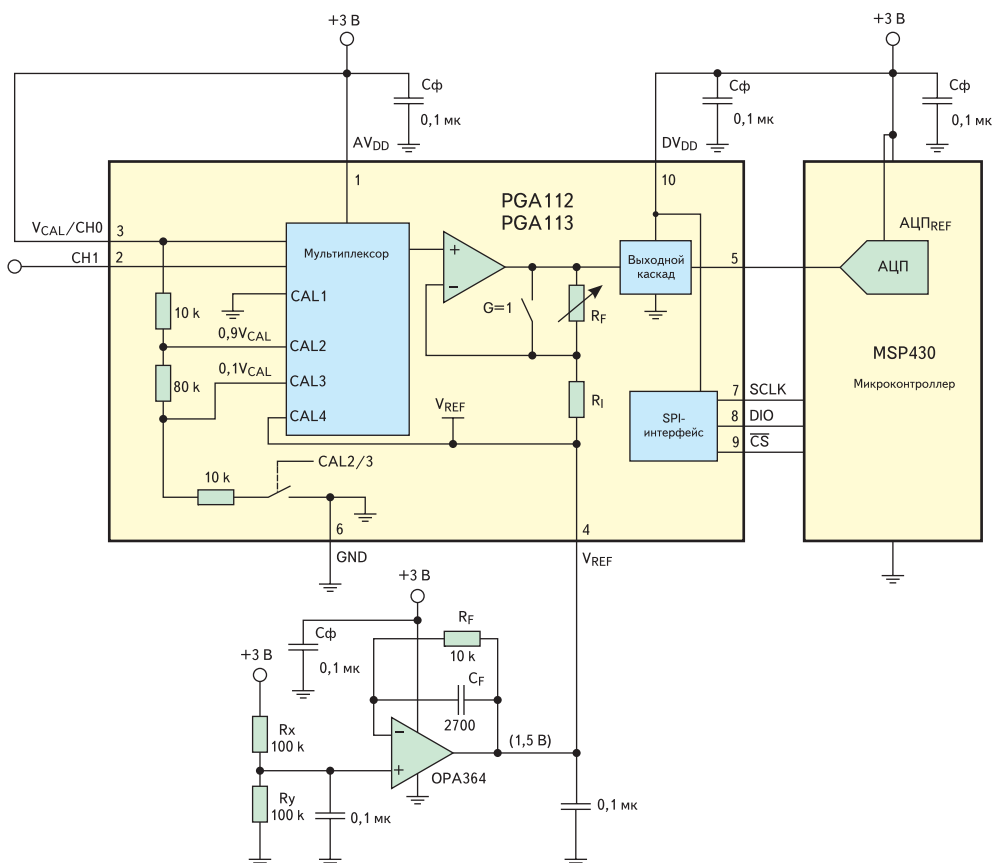 +3 В
+3 В
Cф
0,1 мк
Cф
0,1 мк
Cф
0,1 мк
AVDD
DVDD
1
10
PGA112
PGA113
VCAL/CH0
3
CH1
2
Мультиплексор
CAL1
CAL2
CAL3
CAL4
10 k
0,9VCAL
80 k
0,1VCAL
+
−
G=1
RF
RI
VREF
Выходной
каскад
5
АЦПREF
АЦП
MSP430
Микроконтроллер
SPI-
интерфейс
7
SCLK
8
DIO
9
CS
10 k
CAL2/3
6
GND
4
VREF
+3 В
Cф
0,1 мк
RF
10 k
CF
2700
+3 В
Rx
100 k
Ry
100 k
0,1 мк
−
+
OPA364
(1,5 В)
0,1 мк